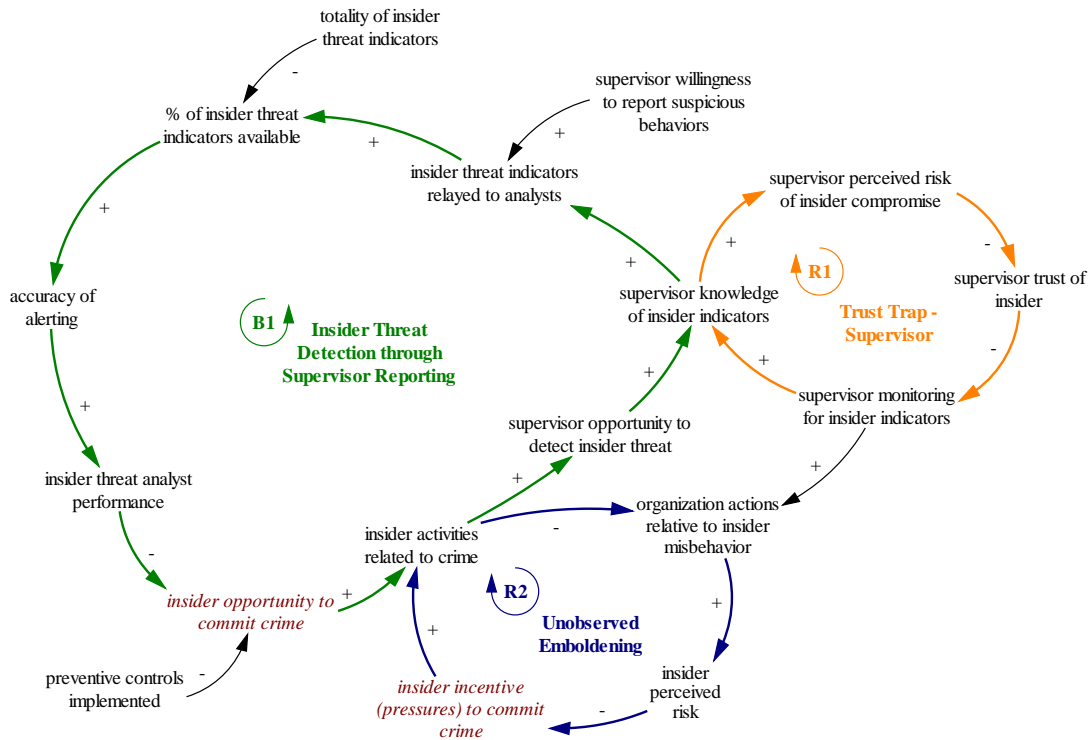 totality of insider
threat indicators
-
supervisor willingness
to report suspicious
behaviors
+
% of insider threat
indicators available
+
insider threat indicators
relayed to analysts
supervisor perceived risk
of insider compromise
+
+
+
-
R1
supervisor knowledge
of insider indicators
supervisor trust of
insider
accuracy of
alerting
B1
Insider Threat
Detection through
Supervisor Reporting
Trust Trap -
Supervisor
+
-
+
+
supervisor monitoring
for insider indicators
supervisor opportunity to
detect insider threat
+
+
insider threat analyst
performance
organization actions
relative to insider
misbehavior
insider activities
related to crime
-
-
+
R2
insider opportunity to
commit crime
+
Unobserved
Emboldening
+
preventive controls
implemented
-
insider
perceived
risk
insider incentive
(pressures) to commit
crime
-